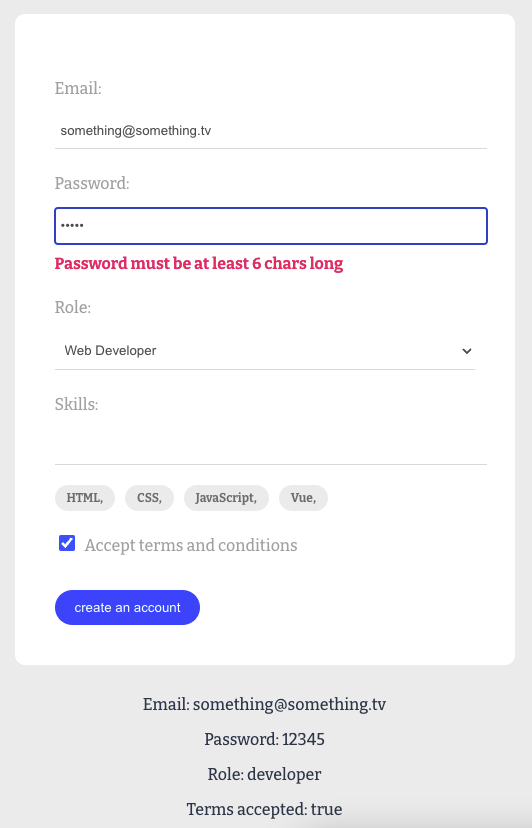 Email:
something@something.tv
Password:
•••••
Password must be at least 6 chars long
Role:
Web Developer
Skills:
HTML, CSS, JavaScript, Vue,
Accept terms and conditions
create an account
Email: something@something.tv
Password: 12345
Role: developer
Terms accepted: true